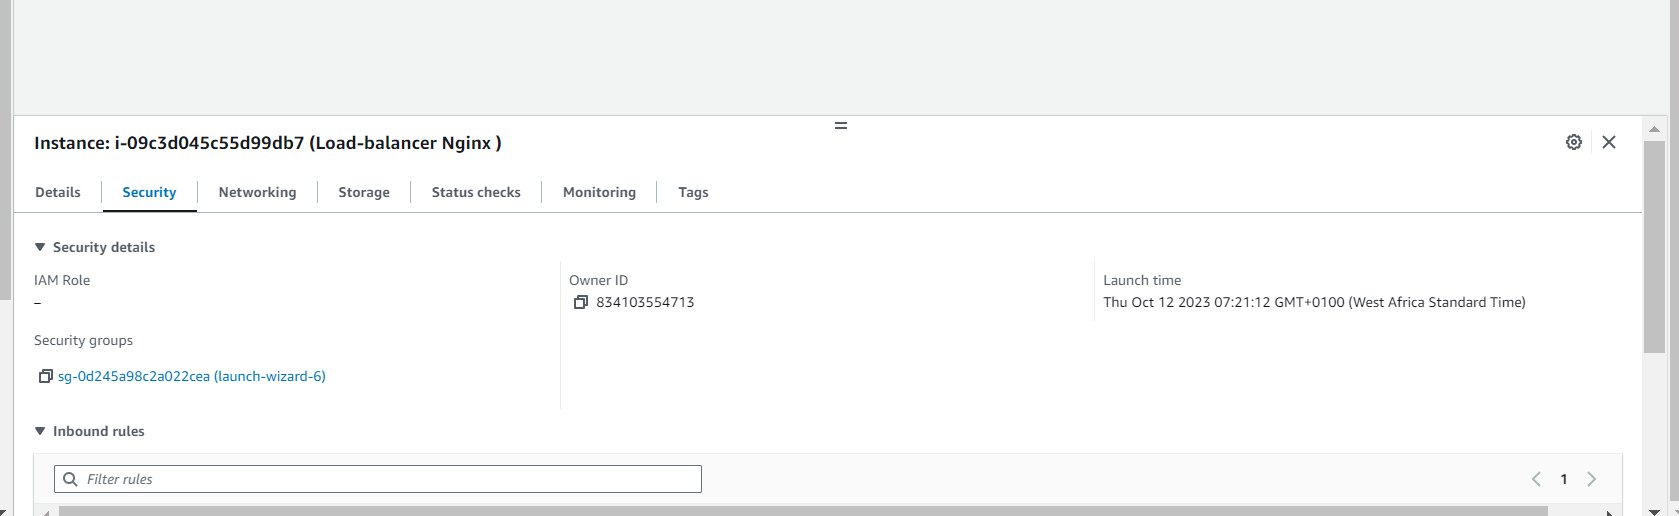 Instance: i-09c3d045c55d99db7 (Load-balancer Nginx )
Details Security Networking Storage Status checks Monitoring Tags
Security details
IAM Role
–
Owner ID
834103554713
Launch time
Thu Oct 12 2023 07:21:12 GMT+0100 (West Africa Standard Time)
Security groups
sg-0d245a98c2a022cea (launch-wizard-6)
Inbound rules
Filter rules
1